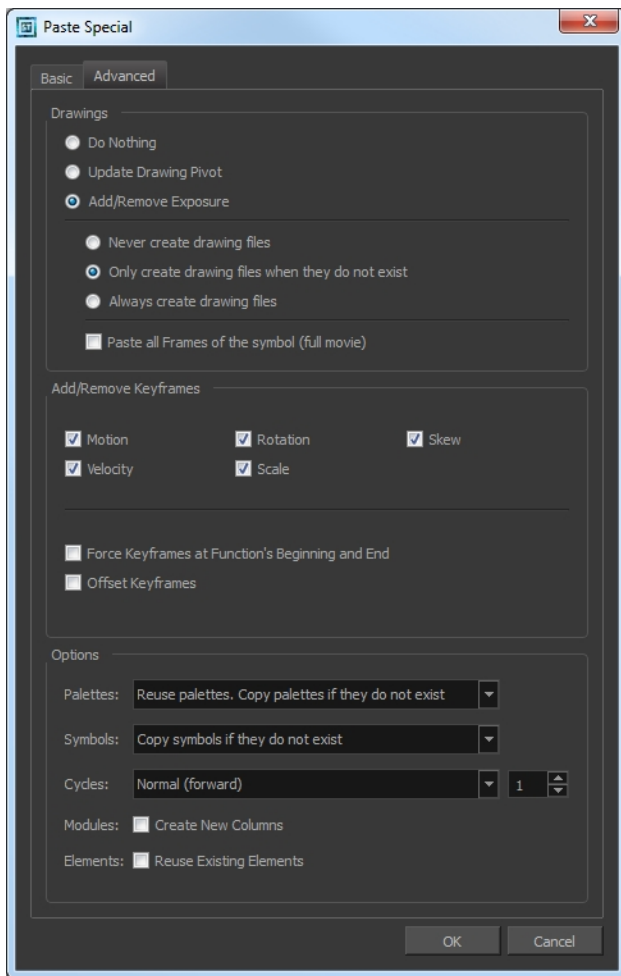 Paste Special
Basic Advanced
Drawings
Do Nothing
Update Drawing Pivot
Add/Remove Exposure
Never create drawing files
Only create drawing files when they do not exist
Always create drawing files
Paste all Frames of the symbol (full movie)
Add/Remove Keyframes
Motion Rotation Skew
Velocity Scale
Force Keyframes at Function's Beginning and End
Offset Keyframes
Options
Palettes: Reuse palettes. Copy palettes if they do not exist
Symbols: Copy symbols if they do not exist
Cycles: Normal (forward) 1
Modules: Create New Columns
Elements: Reuse Existing Elements
OK Cancel